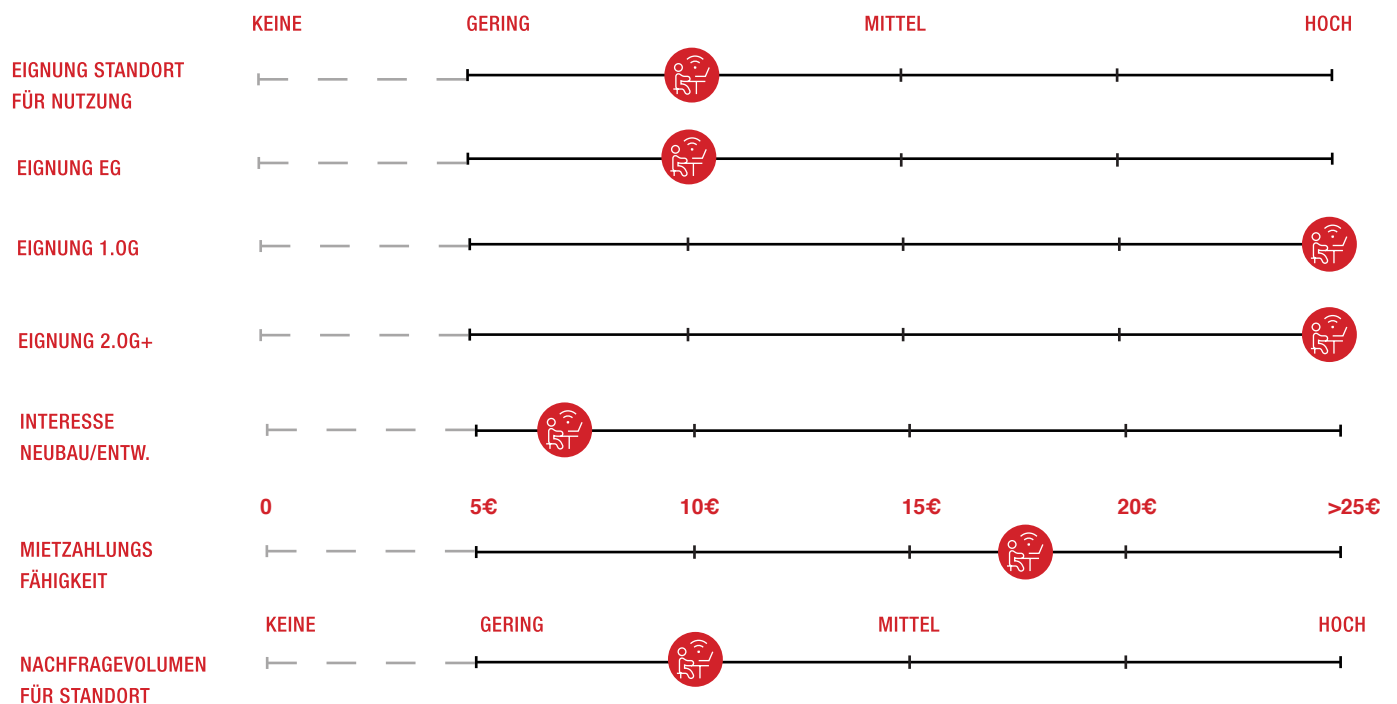 KEINE GERING MITTEL HOCH
EIGNUNG STANDORT
FÜR NUTZUNG
EIGNUNG EG
EIGNUNG 1.OG
EIGNUNG 2.OG+
INTERESSE
NEUBAU/ENTW.
0 5€ 10€ 15€ 20€ >25€
MIETZAHLUNGS
FÄHIGKEIT
KEINE GERING MITTEL HOCH
NACHFRAGEVOLUMEN
FÜR STANDORT